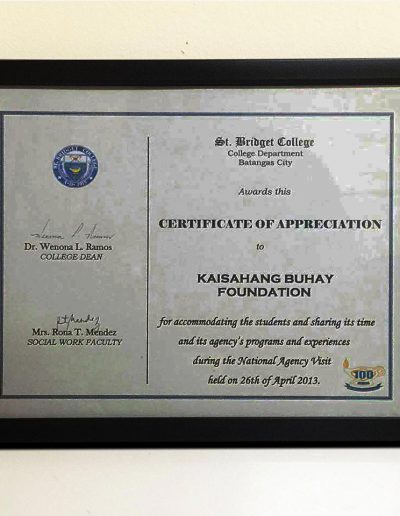 St. Bridget College
College Department
Batangas City
Awards this
CERTIFICATE OF APPRECIATION
to
KAISAHANG BUHAY
FOUNDATION
for accommodating the students and sharing its time
and its agency's programs and experiences
during the National Agency Visit
held on 26th of April 2013.
Dr. Wenona L. Ramos
COLLEGE DEAN
Mrs. Rona T. Mendez
SOCIAL WORK FACULTY
100